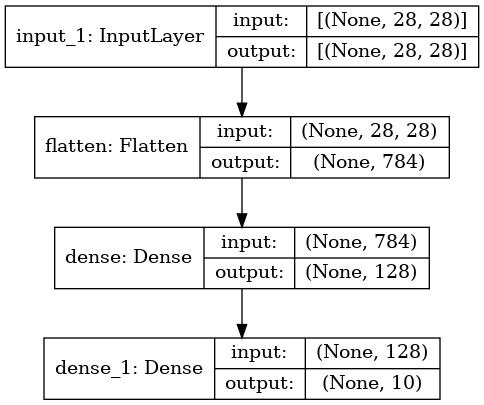 input_1: InputLayer input: [(None, 28, 28)]
output: [(None, 28, 28)]
flatten: Flatten input: (None, 28, 28)
output: (None, 784)
dense: Dense input: (None, 784)
output: (None, 128)
dense_1: Dense input: (None, 128)
output: (None, 10)